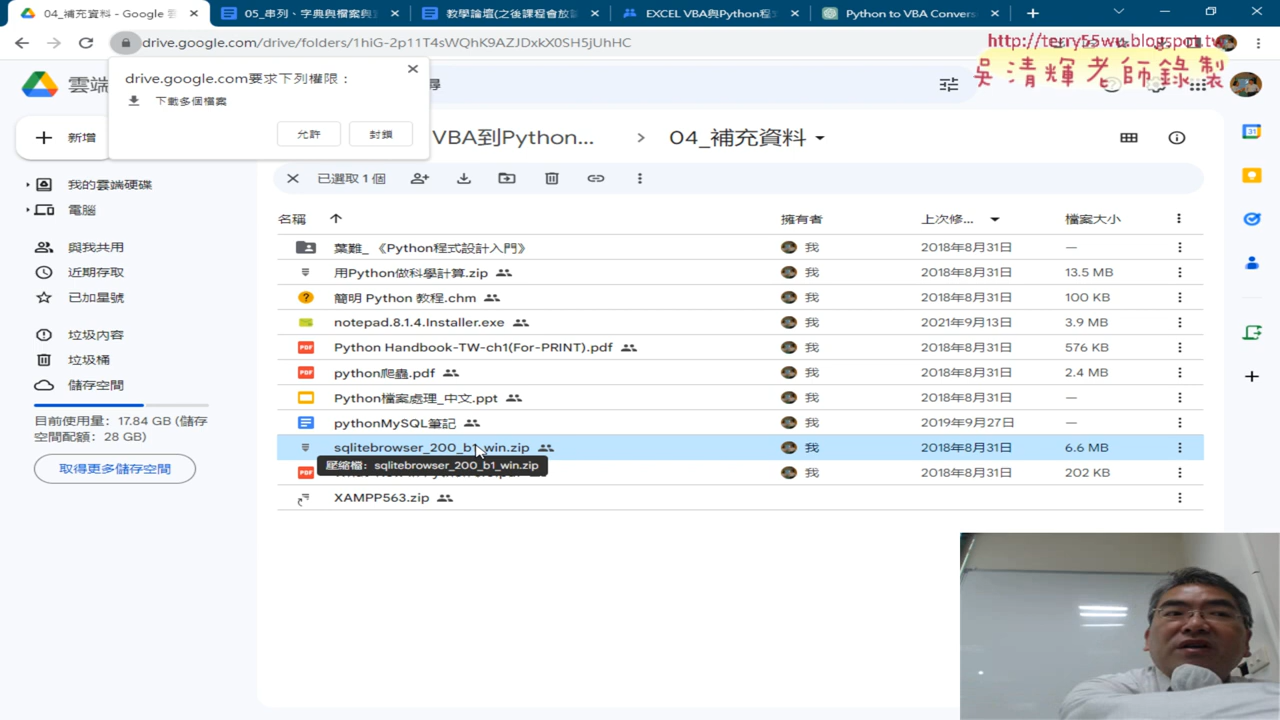 04_補充資料 - Google 雲
05_串列、字典與檔案與
教學論壇(之後課程會放
EXCEL VBA與Python程
Python to VBA Convers
drive.google.com/drive/folders/1hiG-2p11T4sWQhK9AZJDxkX0SH5jUhHC
http://terry55wu.blogspot.tw
吳清輝老師錄製
雲端
drive.google.com要求下列權限：
下載多個檔案
允許
封鎖
新增
VBA到Python...
04_補充資料
已選取 1 個
我的雲端硬碟
電腦
與我共用
近期存取
已加星號
垃圾內容
垃圾桶
儲存空間
目前使用量：17.84 GB (儲存
空間配額：28 GB)
取得更多儲存空間
名稱
擁有者
上次修...
檔案大小
葉難_《Python程式設計入門》
我
2018年8月31日
—
用Python做科學計算.zip
我
2018年8月31日
13.5 MB
簡明 Python 教程.chm
我
2018年8月31日
100 KB
notepad.8.1.4.Installer.exe
我
2021年9月13日
3.9 MB
Python Handbook-TW-ch1(For-PRINT).pdf
我
2018年8月31日
576 KB
python爬蟲.pdf
我
2018年8月31日
2.4 MB
Python檔案處理_中文.ppt
我
2018年8月31日
—
pythonMySQL筆記
我
2019年9月27日
—
sqlitebrowser_200_b1_win.zip
我
2018年8月31日
6.6 MB
壓縮檔：sqlitebrowser_200_b1_win.zip
我
2018年8月31日
202 KB
XAMPP563.zip